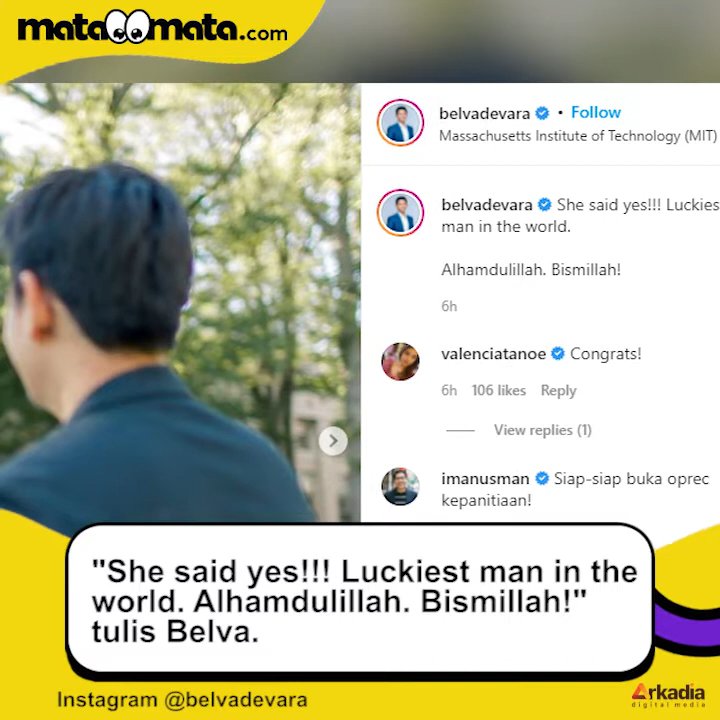 mata mata.com
belvadevara • Follow
Massachusetts Institute of Technology (MIT)
belvadevara She said yes!!! Luckies
man in the world.
Alhamdulillah. Bismillah!
6h
valenciatanoe Congrats!
6h 106 likes Reply
View replies (1)
imanusman Siap-siap buka oprec
kepanitiaan!
"She said yes!!! Luckiest man in the
world. Alhamdulillah. Bismillah!"
tulis Belva.
Instagram @belvadevara
Arkadia
digital media